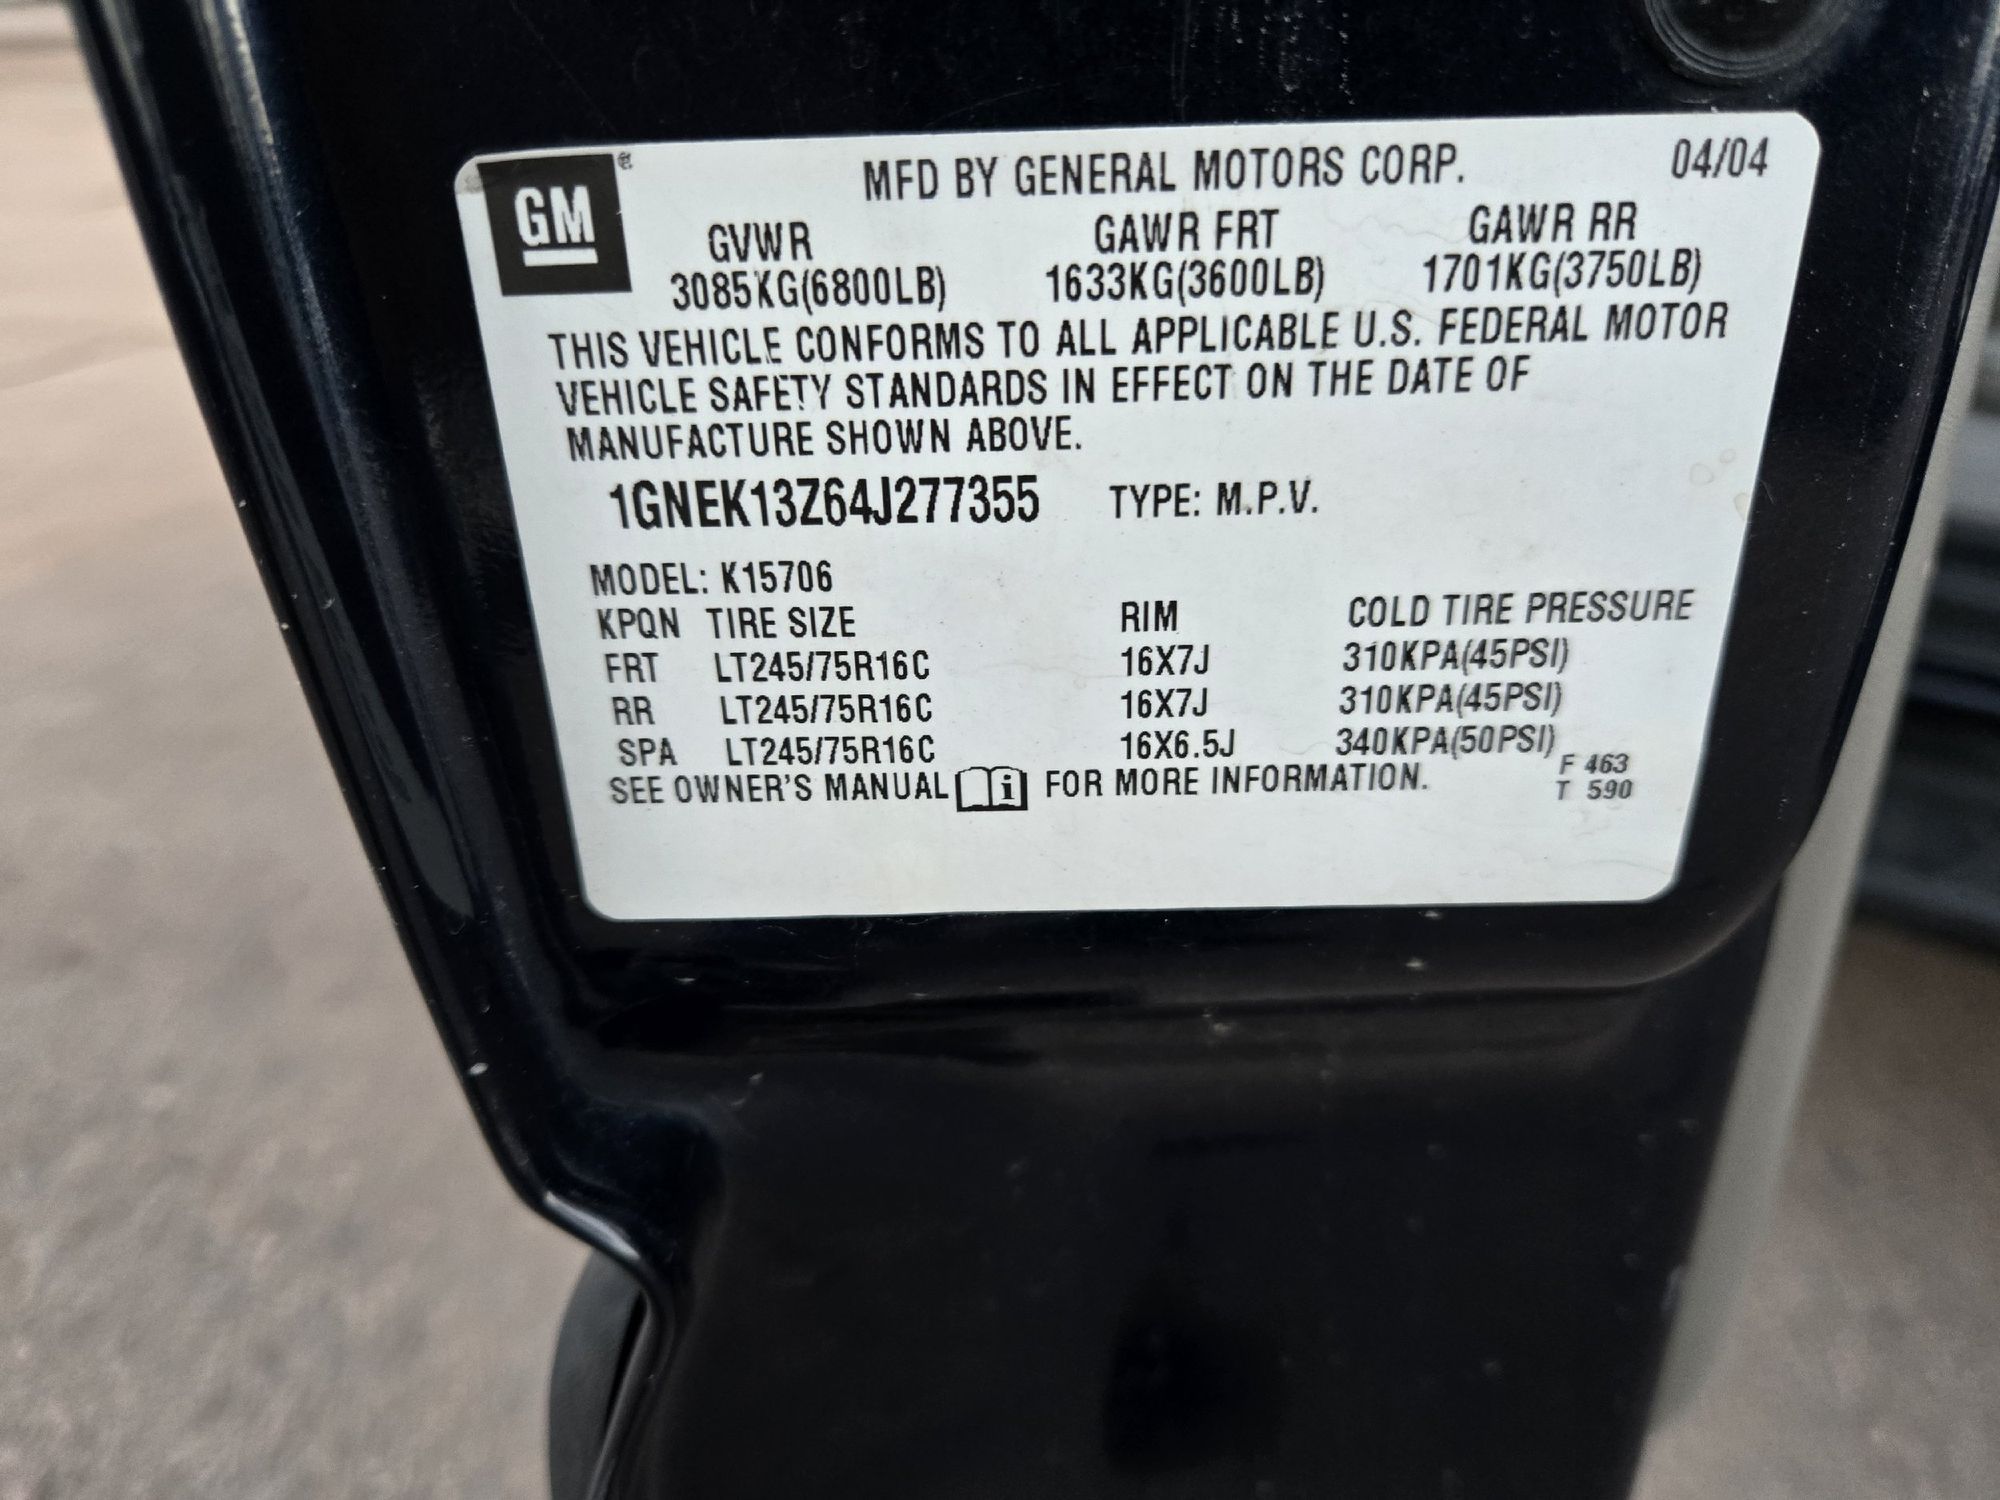 GM
MFD BY GENERAL MOTORS CORP. 04/04
GVWR GAWR FRT GAWR RR
3085KG(6800LB) 1633KG(3600LB) 1701KG(3750LB)
THIS VEHICLE CONFORMS TO ALL APPLICABLE U.S. FEDERAL MOTOR
VEHICLE SAFETY STANDARDS IN EFFECT ON THE DATE OF
MANUFACTURE SHOWN ABOVE.
1GNEK13Z64J277355 TYPE: M.P.V.
MODEL: K15706
KPQN TIRE SIZE RIM COLD TIRE PRESSURE
FRT LT245/75R16C 16X7J 310KPA(45PSI)
RR LT245/75R16C 16X7J 310KPA(45PSI)
SPA LT245/75R16C 16X6.5J 340KPA(50PSI)
SEE OWNER'S MANUAL i FOR MORE INFORMATION.
F 463
T 590